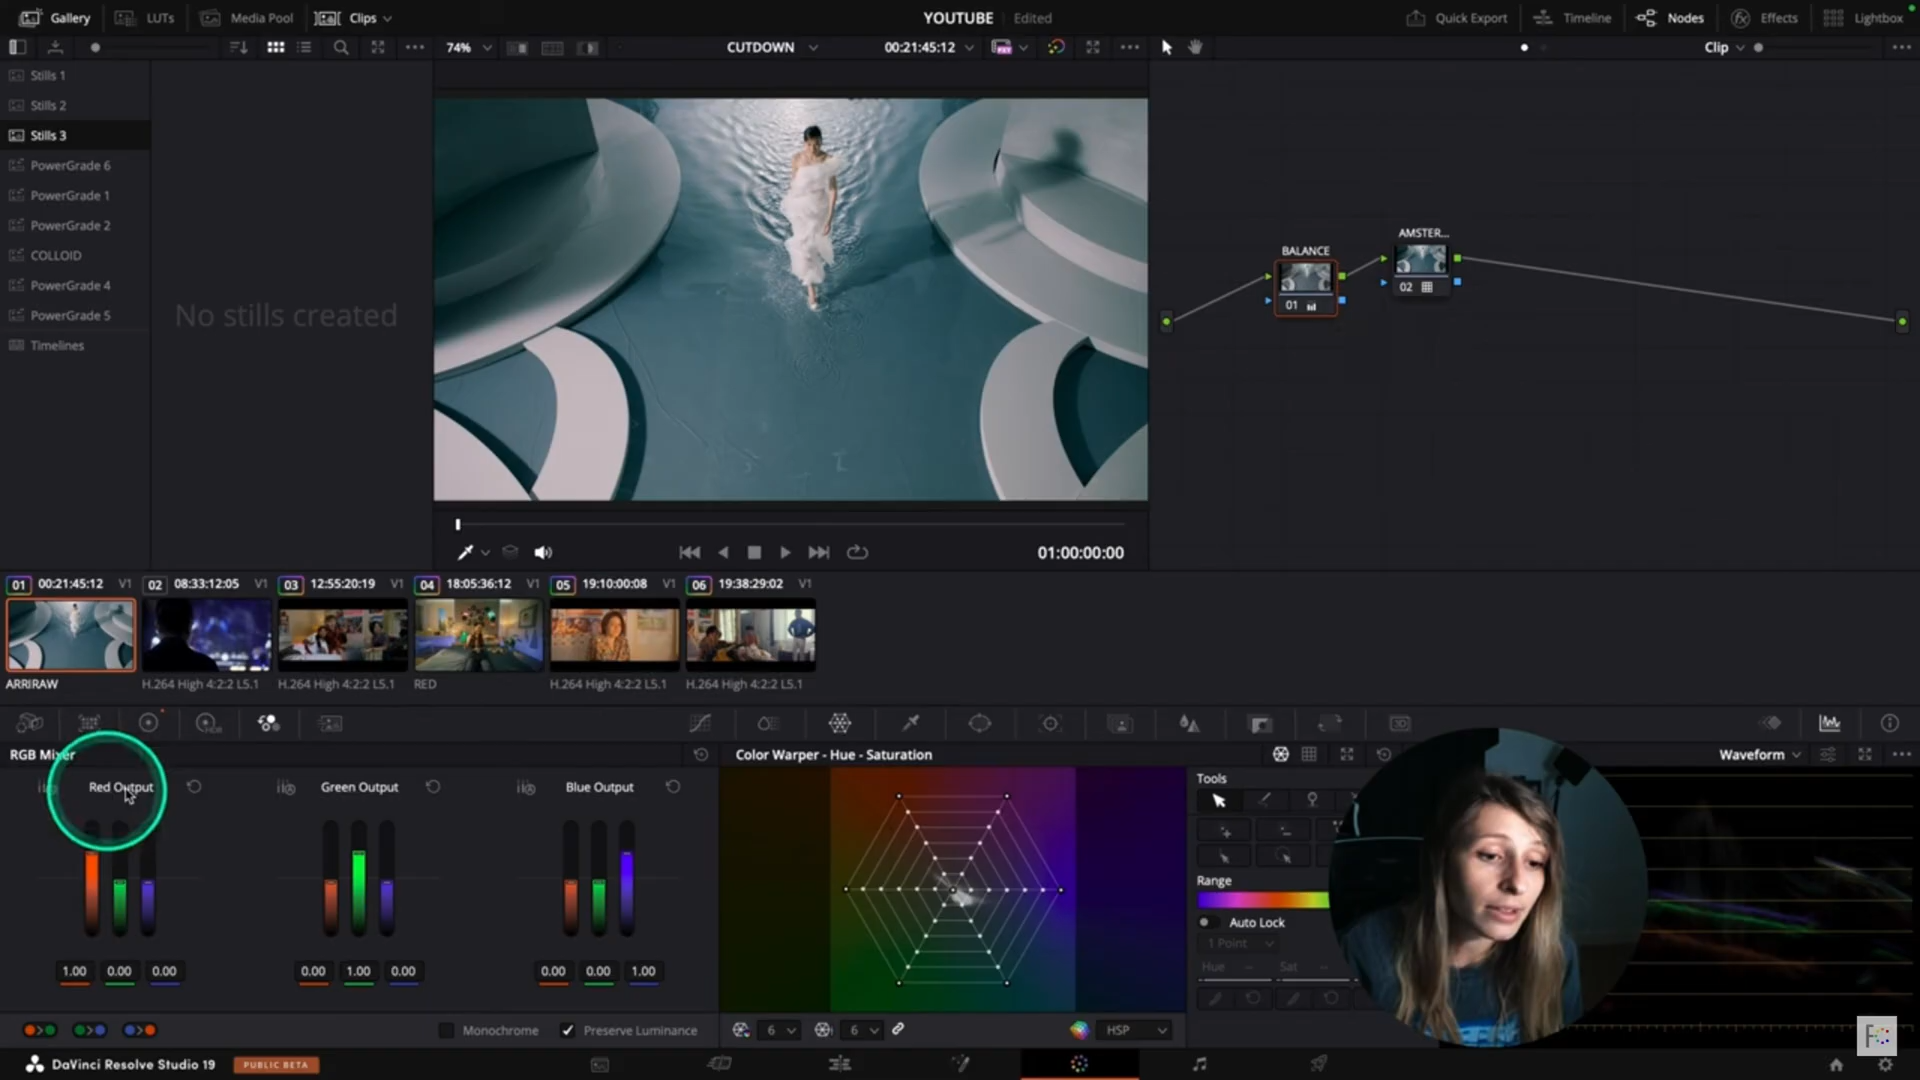 Gallery
LUTs
Media Pool
Clips
YOUTUBE
Edited
Quick Export
Timeline
Nodes
Effects
Lightbox
74%
CUTDOWN
00:21:45:12
Clip
Stills 1
Stills 2
Stills 3
PowerGrade 6
PowerGrade 1
PowerGrade 2
COLLOID
PowerGrade 4
PowerGrade 5
Timelines
No stills created
BALANCE
01
AMSTER...
02
01:00:00:00
01 00:21:45:12 V1
02 08:33:12:05 V1
03 12:55:20:19 V1
04 18:05:36:12 V1
05 19:10:00:08 V1
06 19:38:29:02 V1
ARRIRAW
H.264 High 4:2:2 L5.1
H.264 High 4:2:2 L5.1
RED
H.264 High 4:2:2 L5.1
H.264 High 4:2:2 L5.1
HDR
3D
RGB Mixer
Color Warper - Hue - Saturation
Waveform
Red Output
Green Output
Blue Output
Tools
Range
Auto Lock
1 Point
Hue
Sat
1.00 0.00 0.00
0.00 1.00 0.00
0.00 0.00 1.00
Monochrome
Preserve Luminance
6
6
HSP
DaVinci Resolve Studio 19
PUBLIC BETA